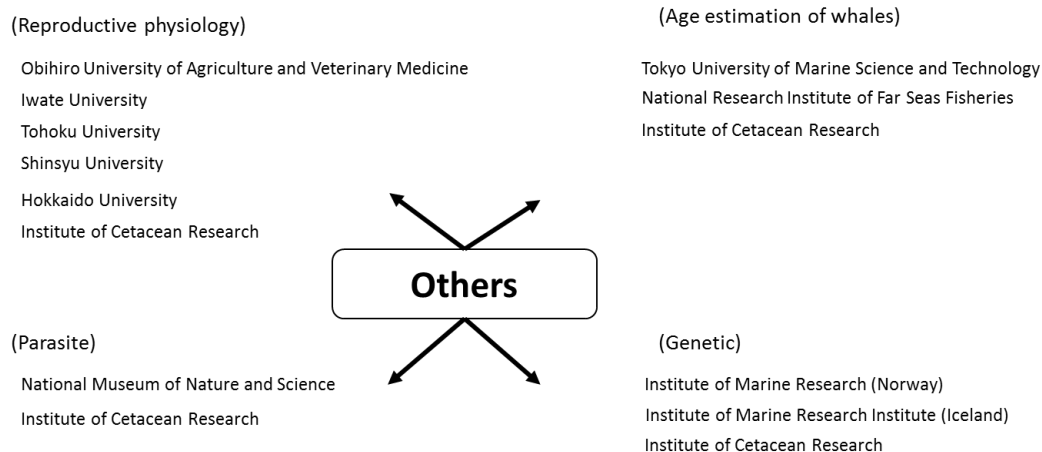 (Reproductive physiology)
Obihiro University of Agriculture and Veterinary Medicine
Iwate University
Tohoku University
Shinsyu University
Hokkaido University
Institute of Cetacean Research
(Age estimation of whales)
Tokyo University of Marine Science and Technology
National Research Institute of Far Seas Fisheries
Institute of Cetacean Research
Others
(Parasite)
National Museum of Nature and Science
Institute of Cetacean Research
(Genetic)
Institute of Marine Research (Norway)
Institute of Marine Research Institute (Iceland)
Institute of Cetacean Research